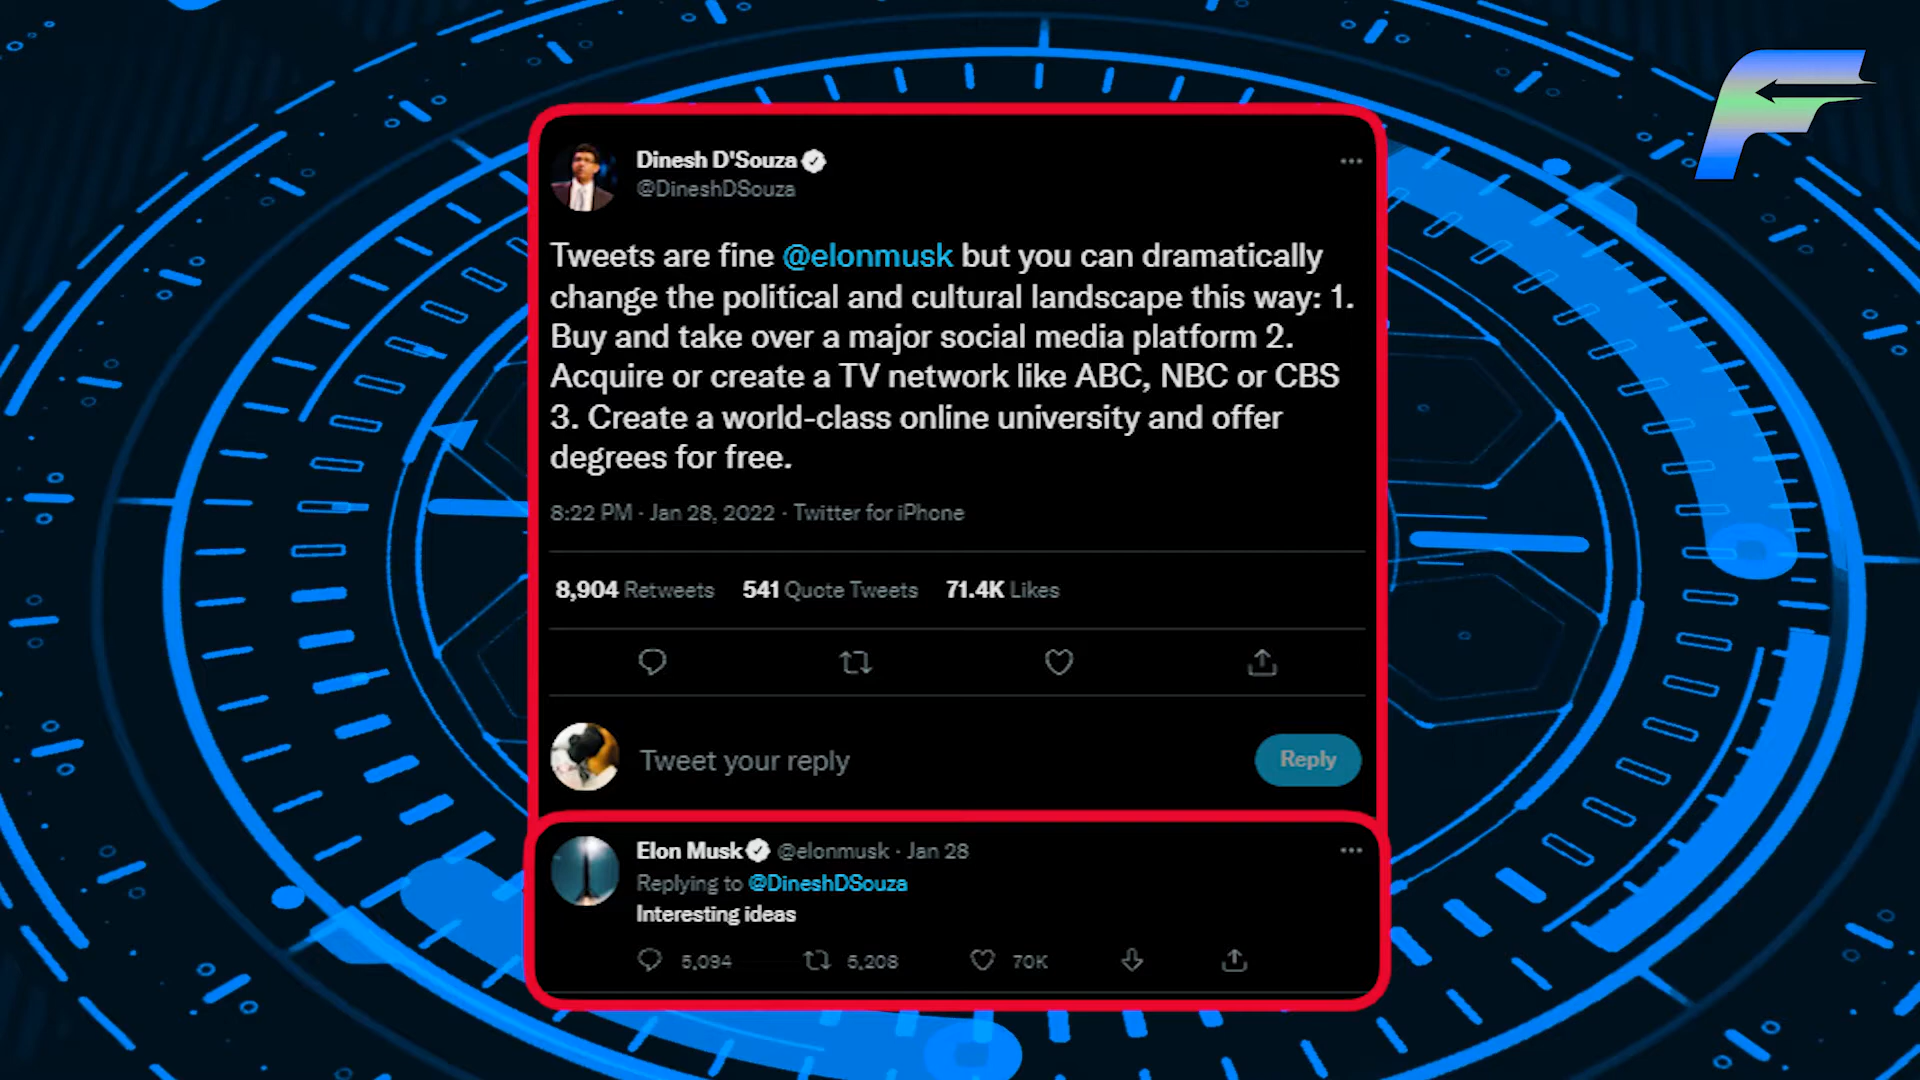 Dinesh D'Souza
@DineshDSouza
Tweets are fine @elonmusk but you can dramatically
change the political and cultural landscape this way: 1.
Buy and take over a major social media platform 2.
Acquire or create a TV network like ABC, NBC or CBS
3. Create a world-class online university and offer
degrees for free.
8:22 PM · Jan 28, 2022 · Twitter for iPhone
8,904 Retweets 541 Quote Tweets 71.4K Likes
Tweet your reply
Reply
Elon Musk @elonmusk · Jan 28
Replying to @DineshDSouza
Interesting ideas
5,094 5,208 70K
F